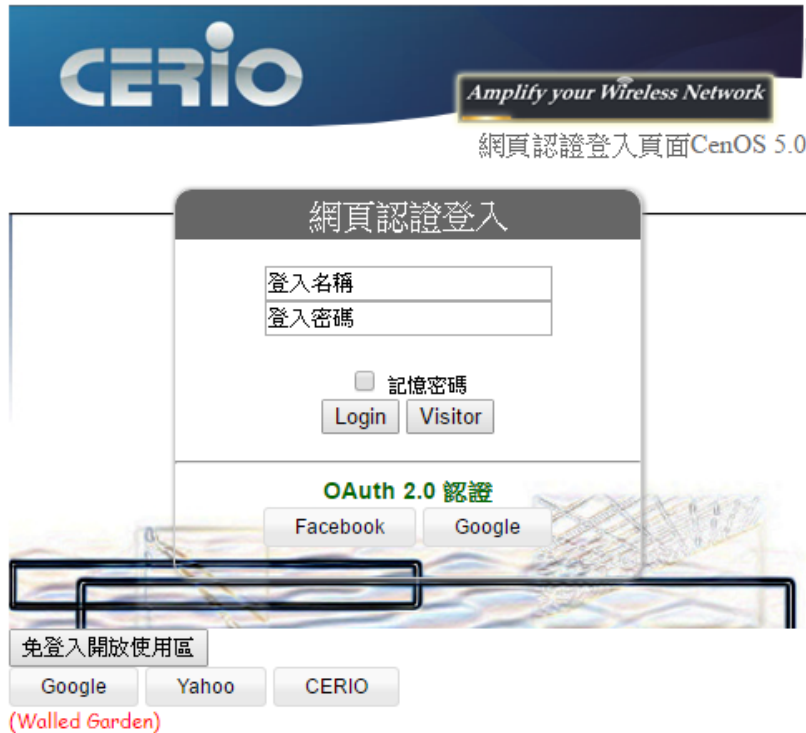 CERIO
Amplify your Wireless Network
網頁認證登入頁面CenOS 5.0
網頁認證登入
登入名稱
登入密碼
記憶密碼
Login Visitor
OAuth 2.0 認證
Facebook Google
免登入開放使用區
Google Yahoo CERIO
(Walled Garden)